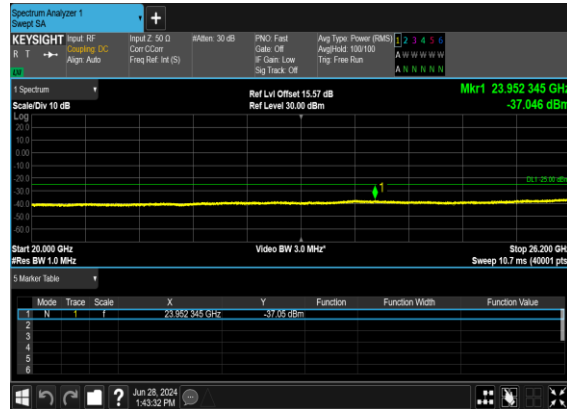 Spectrum Analyzer 1
Swept SA
+
KEYSIGHT Input: RF Input Z: 50 Ω #Atten: 30 dB PNO: Fast Avg Type: Power (RMS) 1 2 3 4 5 6
R T Coupling: DC Corr CCorr Gate: Off Avg|Hold: 100/100 A W W W W W
Align: Auto Freq Ref: Int (S) IF Gain: Low Trig: Free Run
Sig Track: Off A N N N N N
1 Spectrum Ref Lvl Offset 15.57 dB Mkr1 23.952 345 GHz
Scale/Div 10 dB Ref Level 30.00 dBm -37.046 dBm
Log
20.0
10.0
0.00
-10.0
-20.0
DL1 -25.00 dBm
1
-30.0
-40.0
-50.0
-60.0
Start 20.000 GHz Video BW 3.0 MHz* Stop 26.200 GHz
#Res BW 1.0 MHz Sweep 10.7 ms (40001 pts)
5 Marker Table
Mode Trace Scale X Y Function Function Width Function Value
1 N 1 f 23.952 345 GHz -37.05 dBm
2
3
4
5
6
? Jun 28, 2024
1:43:32 PM